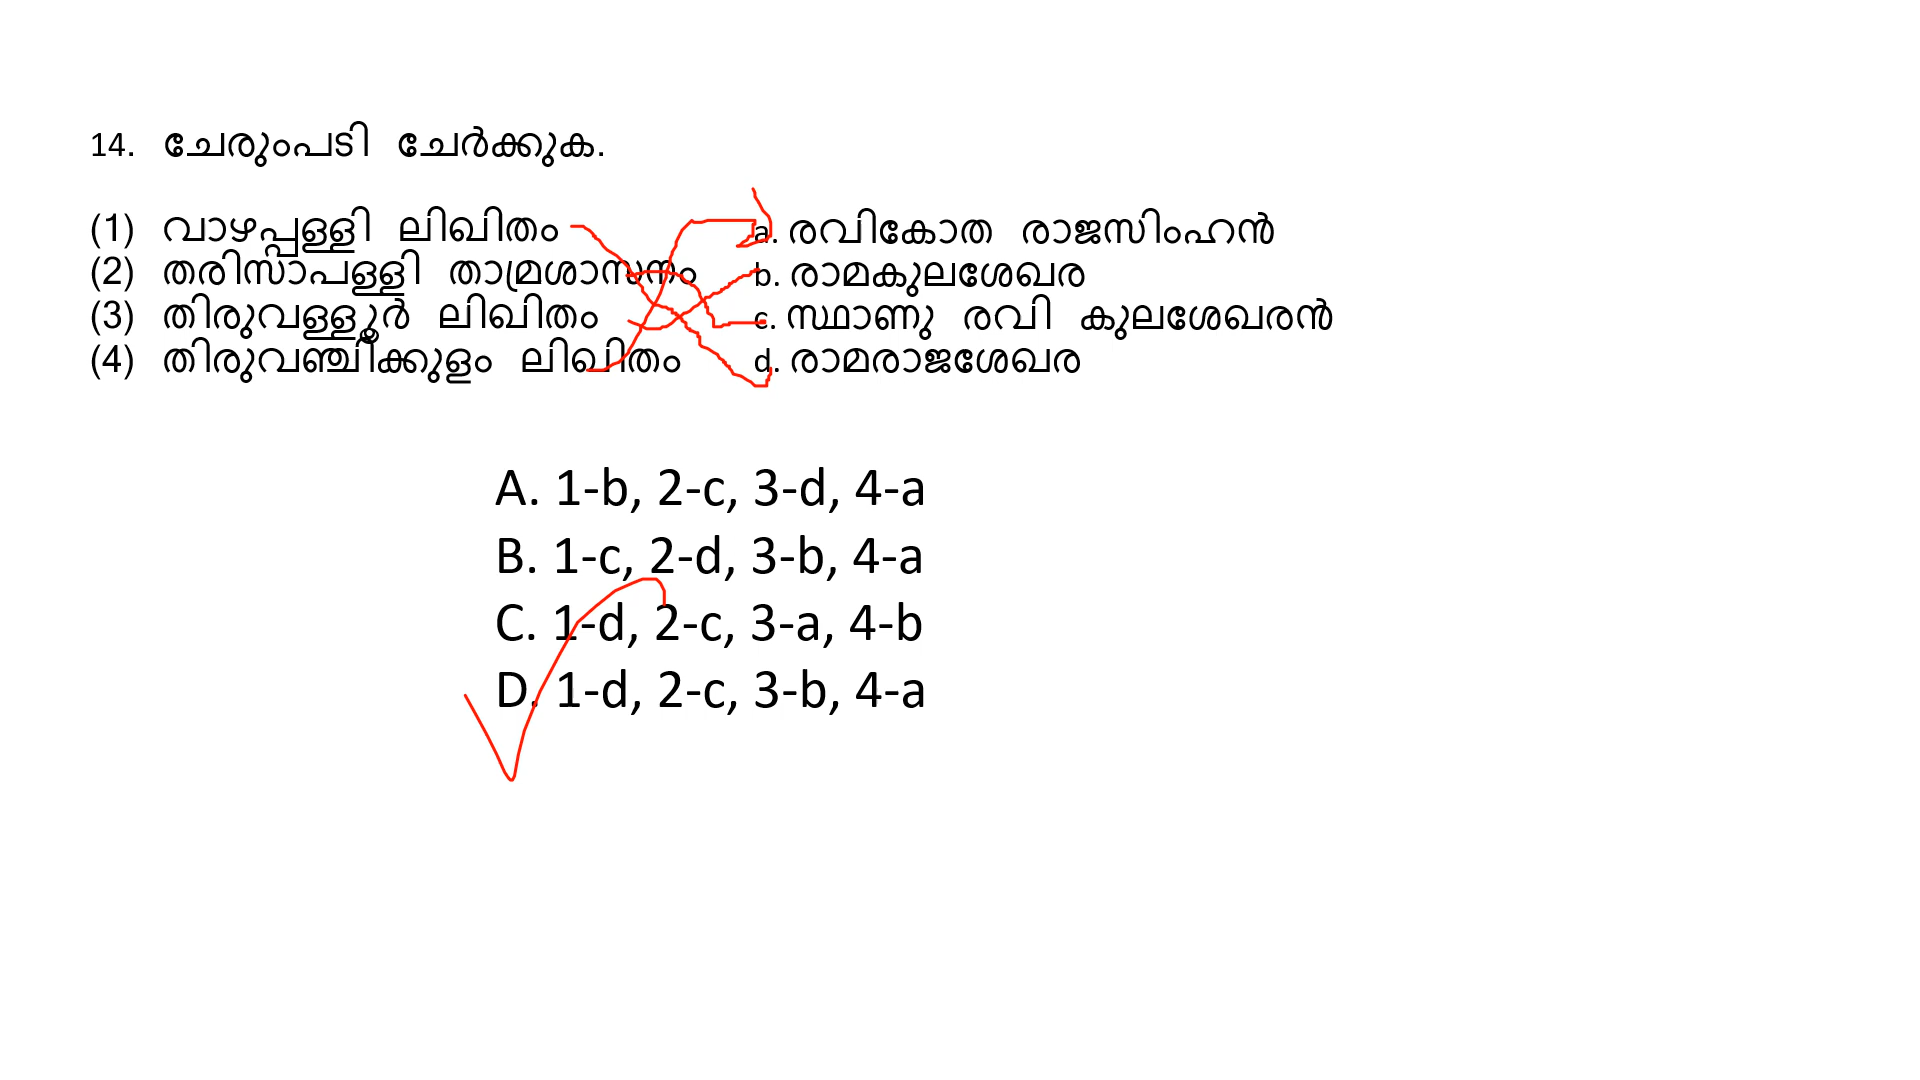 14. ചേരുംപടി ചേർക്കുക.
(1) വാഴപ്പള്ളി ലിഖിതം a. രവികോത രാജസിംഹൻ
(2) തരിസാപള്ളി താമ്രശാസനം b. രാമകുലശേഖര
(3) തിരുവള്ളൂർ ലിഖിതം c. സ്ഥാണു രവി കുലശേഖരൻ
(4) തിരുവഞ്ചിക്കുളം ലിഖിതം d. രാമരാജശേഖര
A. 1-b, 2-c, 3-d, 4-a
B. 1-c, 2-d, 3-b, 4-a
C. 1-d, 2-c, 3-a, 4-b
D. 1-d, 2-c, 3-b, 4-a